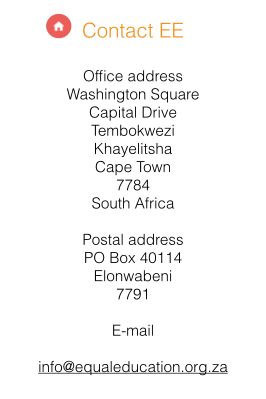 Contact EE
Office address
Washington Square
Capital Drive
Tembokwezi
Khayelitsha
Cape Town
7784
South Africa
Postal address
PO Box 40114
Elonwabeni
7791
E-mail
info@equaleducation.org.za